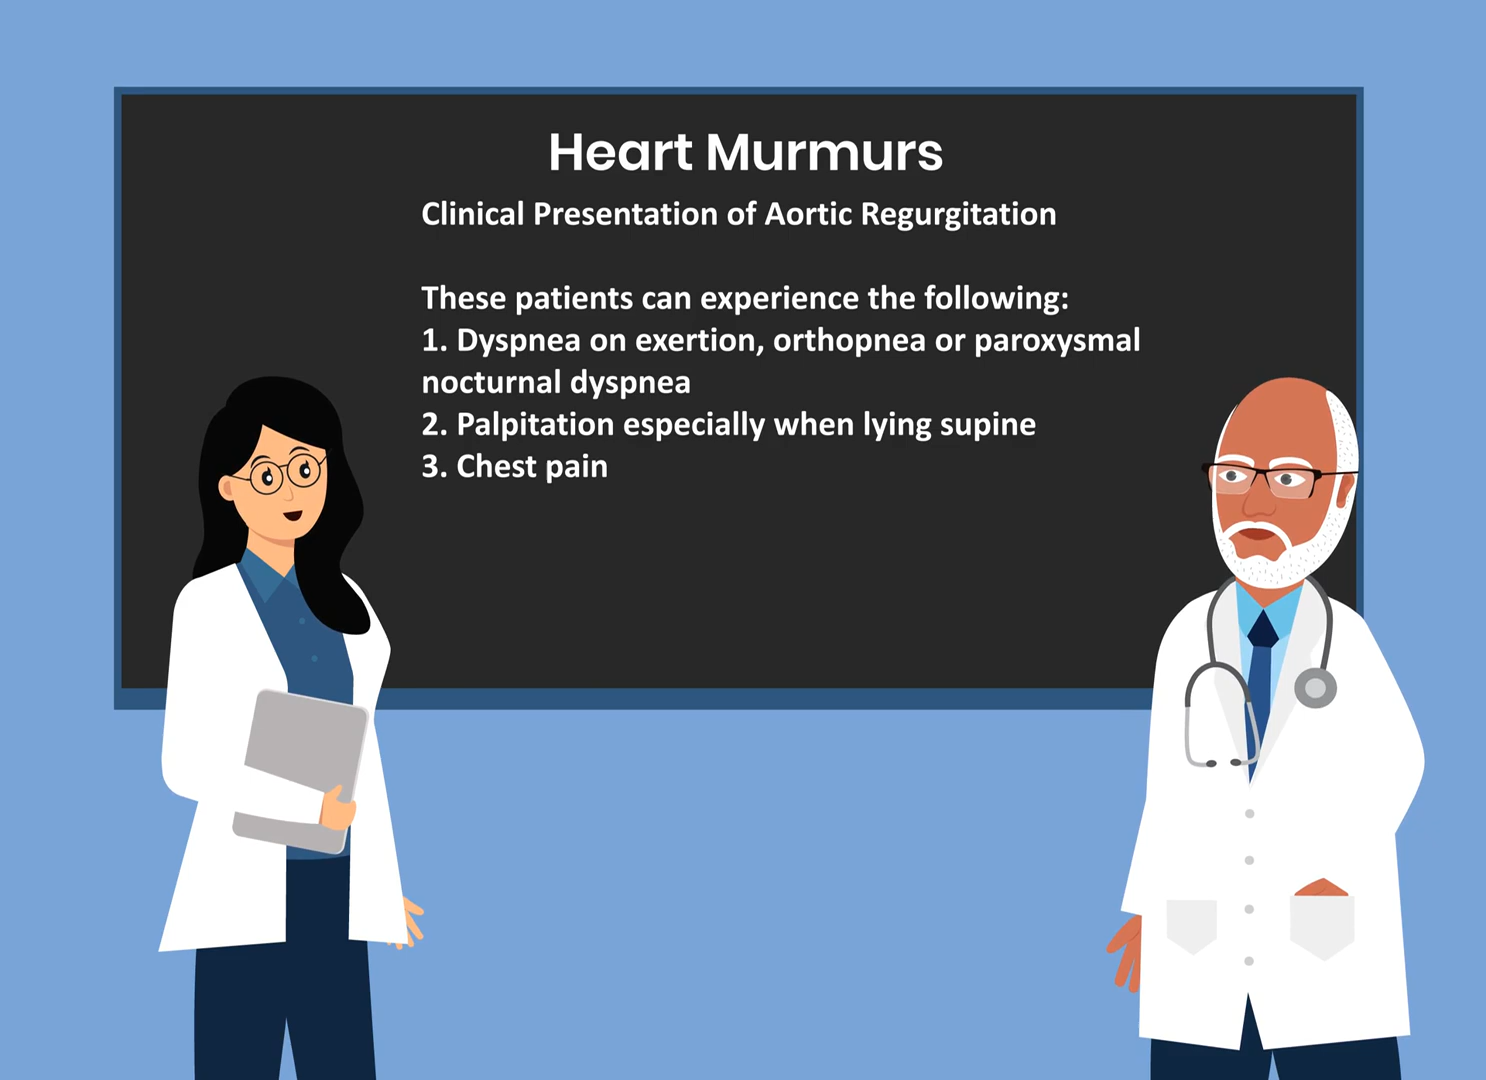 Heart Murmurs
Clinical Presentation of Aortic Regurgitation
These patients can experience the following:
1. Dyspnea on exertion, orthopnea or paroxysmal
nocturnal dyspnea
2. Palpitation especially when lying supine
3. Chest pain